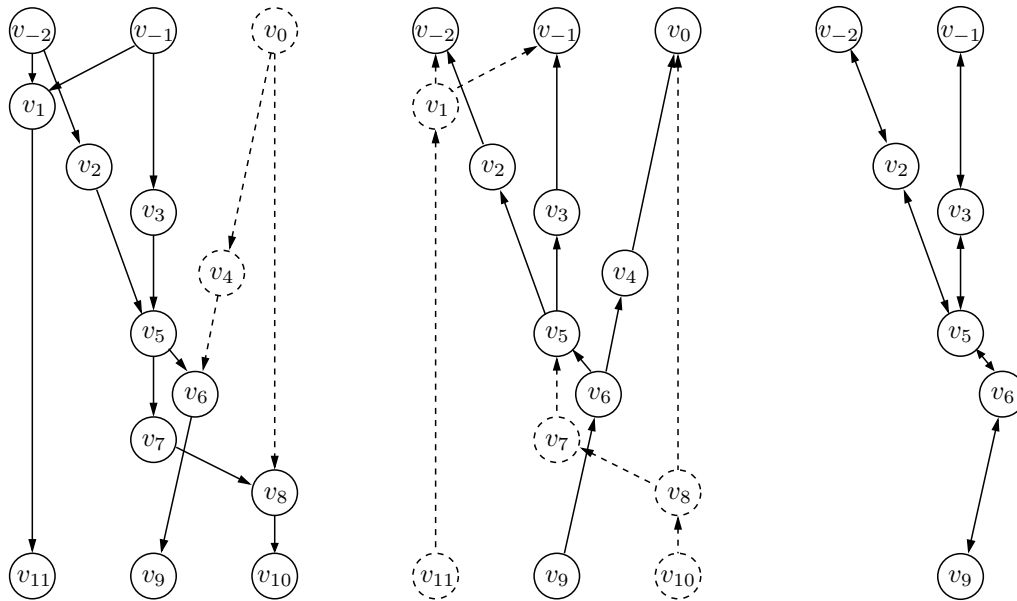 v₋₂ v₋₁ v₀ v₋₂ v₋₁ v₀ v₋₂ v₋₁
v₁ v₁
v₂ v₂ v₂
v₃ v₃ v₃
v₄ v₄
v₅ v₅ v₅
v₆ v₆ v₆
v₇ v₇
v₈ v₈
v₁₁ v₉ v₁₀ v₁₁ v₉ v₁₀ v₉